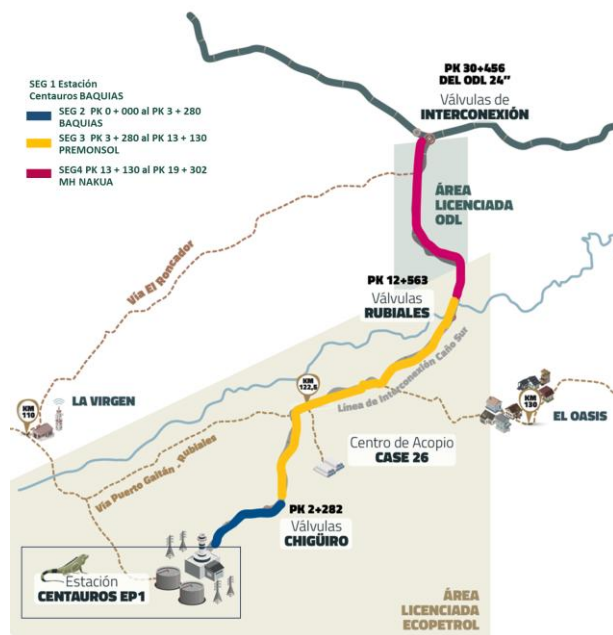 SEG 1 Estación
Centauros BAQUIAS
SEG 2 PK 0 + 000 al PK 3 + 280
BAQUIAS
SEG 3 PK 3 + 280 al PK 13 + 130
PREMONSOL
SEG4 PK 13 + 130 al PK 19 + 302
MH NAKUA
PK 30+456
DEL ODL 24”
Válvulas de
INTERCONEXIÓN
ÁREA
LICENCIADA
ODL
Vía El Roncador
PK 12+563
Válvulas
RUBIALES
Línea de Interconexión Caño Sur
KM
122,5
KM
110
LA VIRGEN
KM
130
EL OASIS
Vía Puerto Gaitán - Rubiales
Centro de Acopio
CASE 26
PK 2+282
Válvulas
CHIGÜIRO
Estación
CENTAUROS EP1
ÁREA
LICENCIADA
ECOPETROL